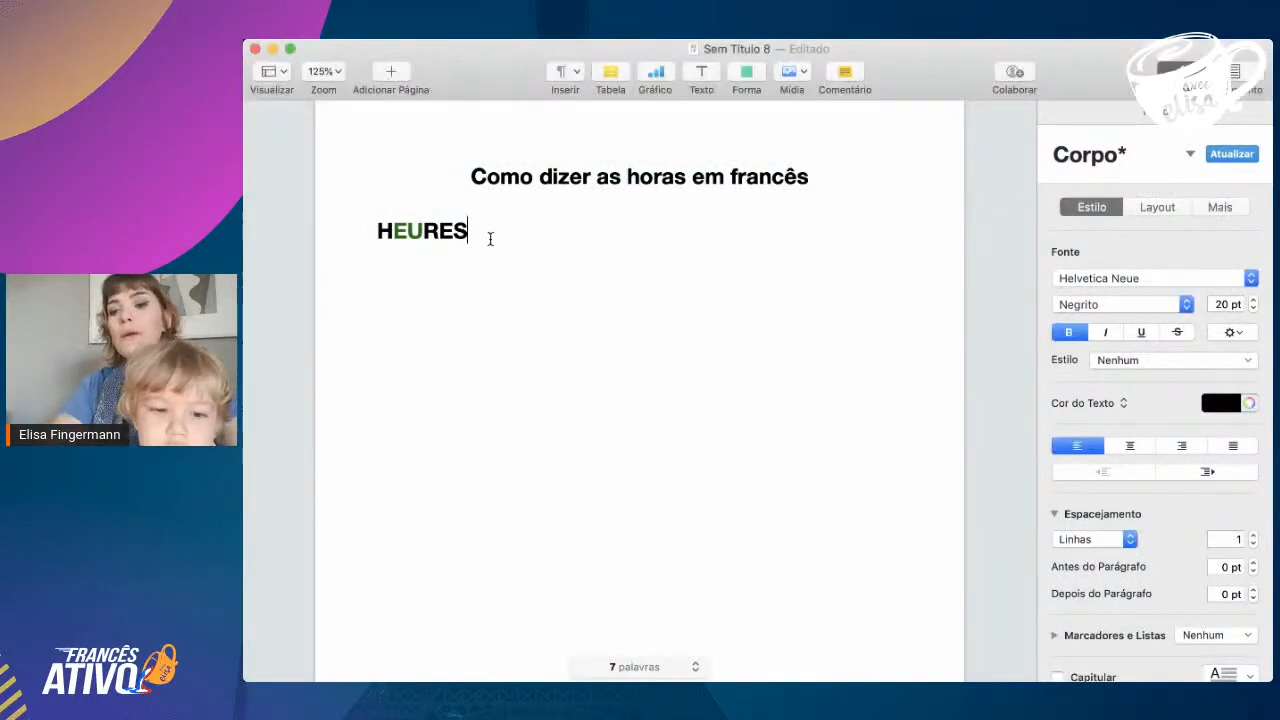 Sem Título 8 — Editado
Visualizar
125%
Zoom
Adicionar Página
Inserir
Tabela
Gráfico
Texto
Forma
Mídia
Comentário
Colaborar
avec
elisa
Como dizer as horas em francês
HEURES
7 palavras
Corpo*
Atualizar
Estilo
Layout
Mais
Fonte
Helvetica Neue
Negrito
20 pt
B
I
U
S
Estilo
Nenhum
Cor do Texto
Espacejamento
Linhas
1
Antes do Parágrafo
0 pt
Depois do Parágrafo
0 pt
Marcadores e Listas
Nenhum
Capitular
A
Elisa Fingermann
FRANCÊS
ATIVO